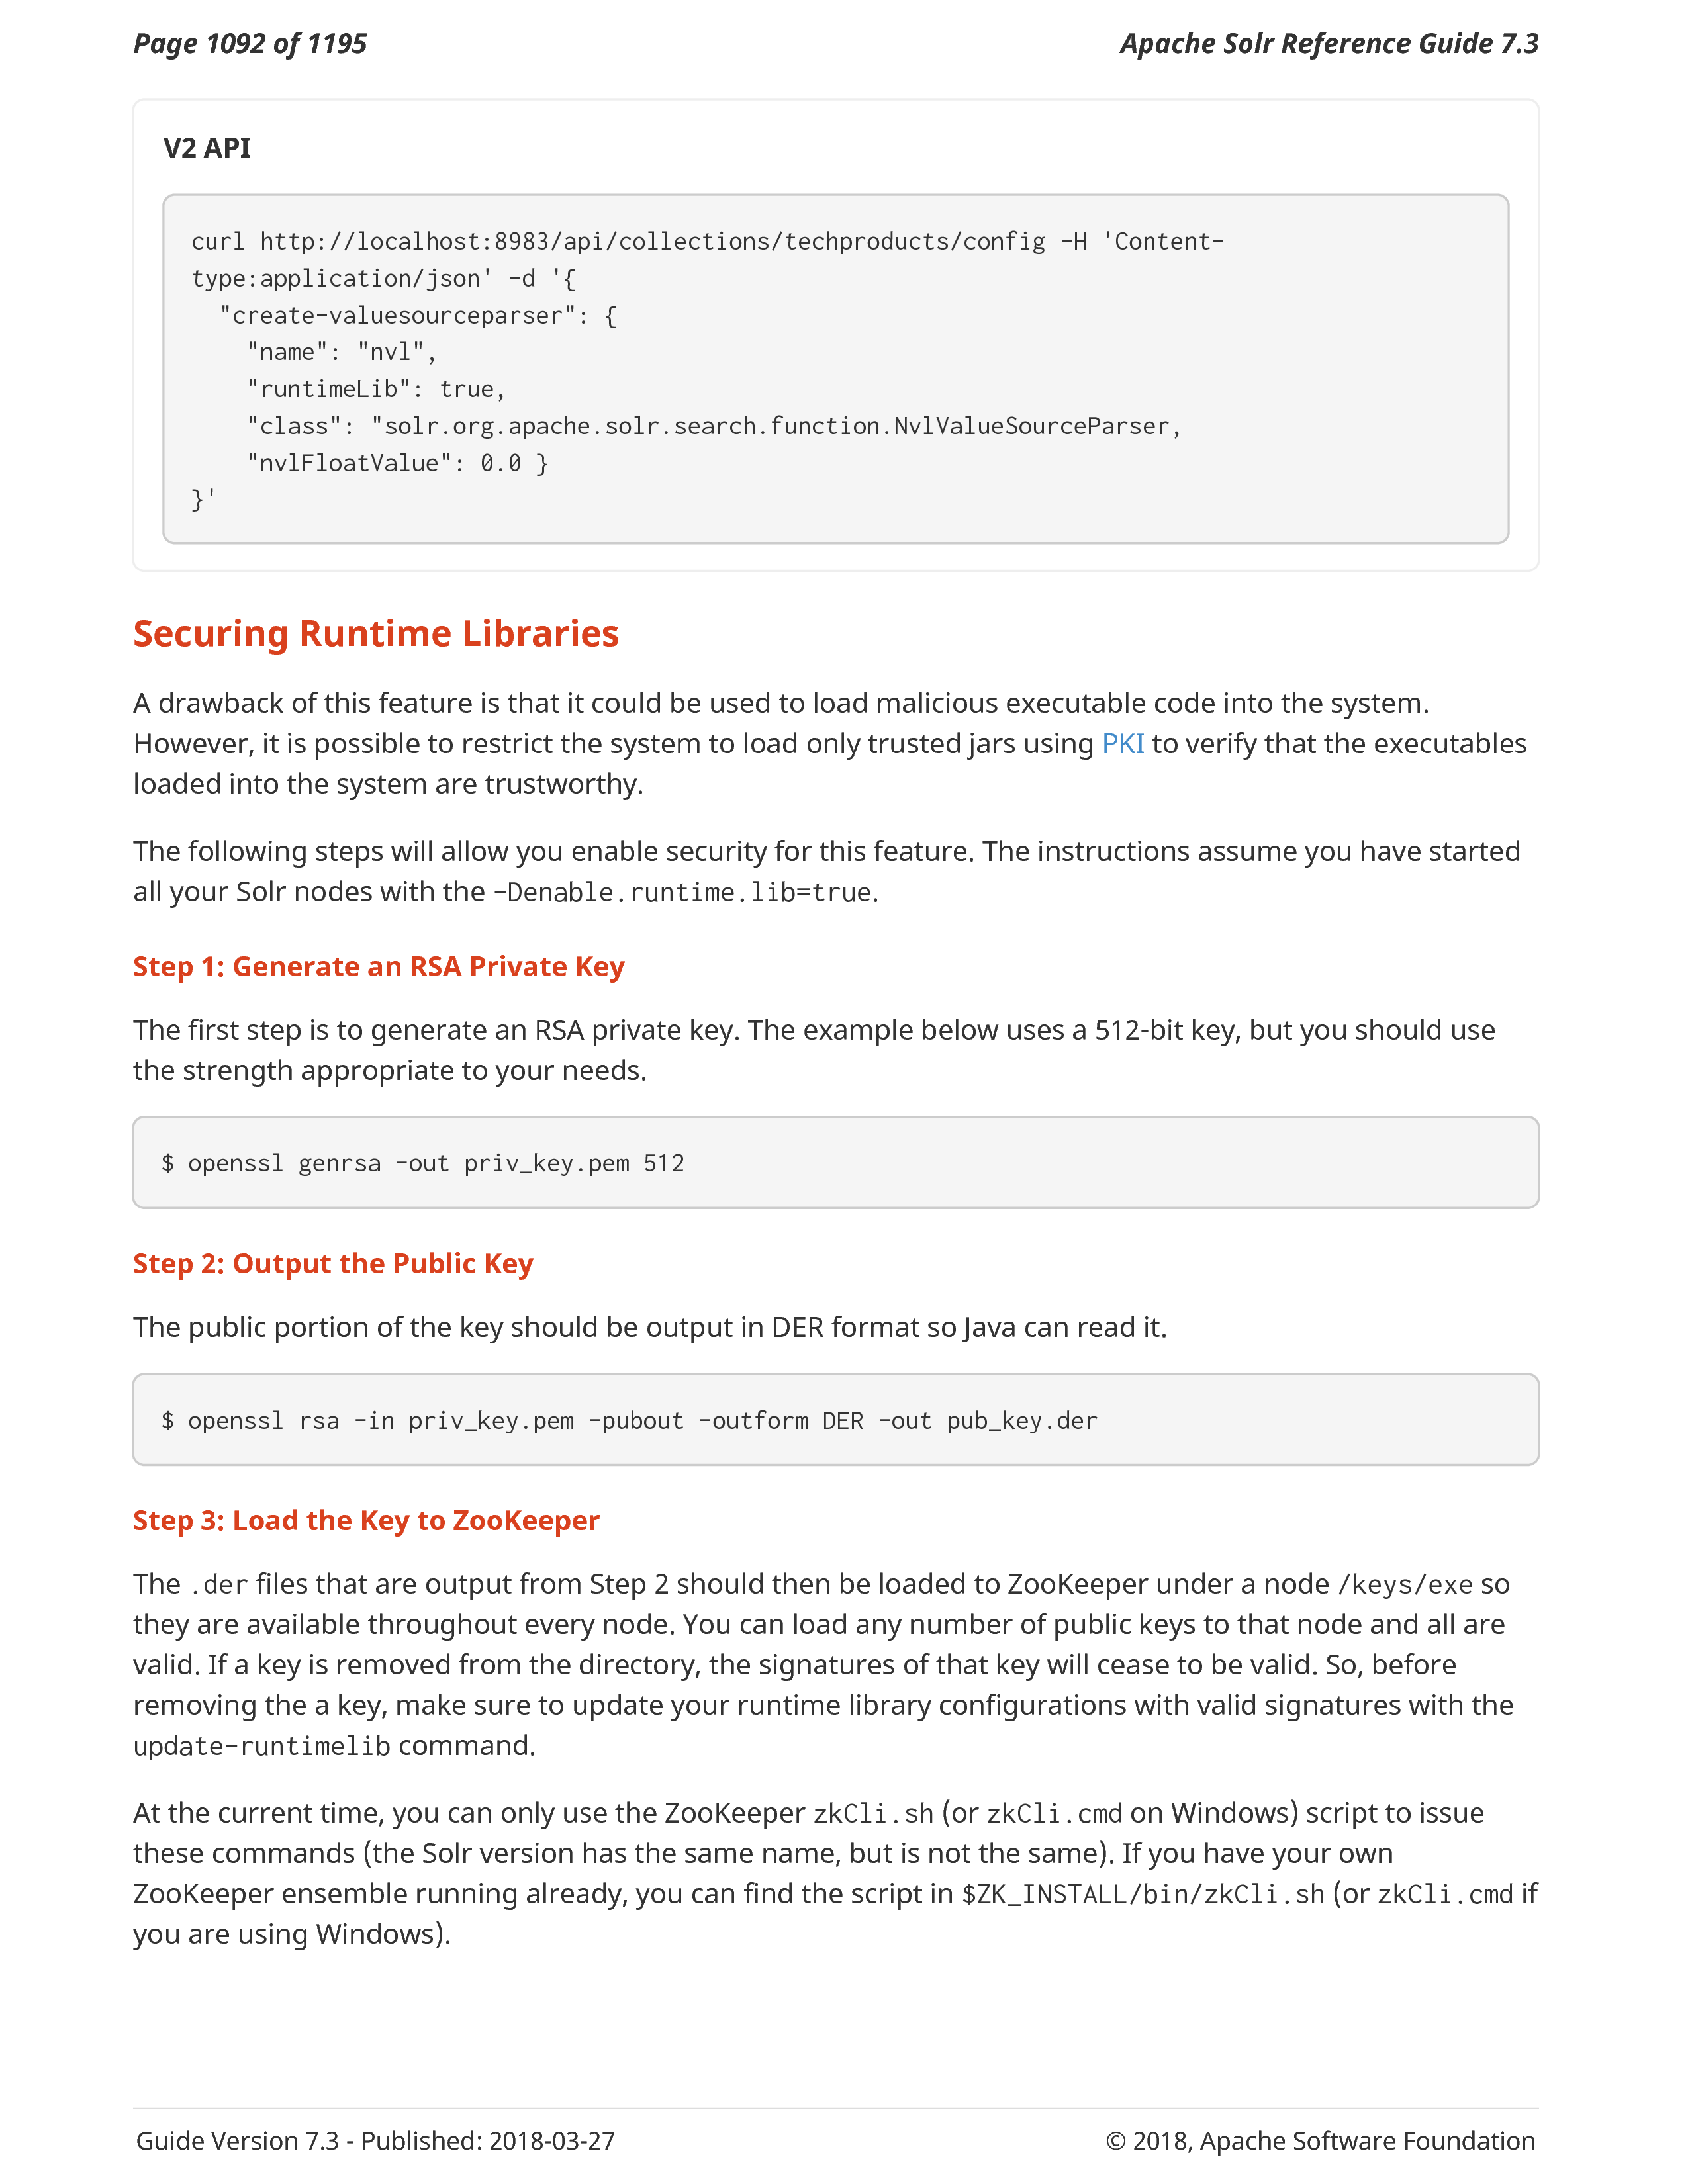 Page 1092 of 1195
Apache Solr Reference Guide 7.3
V2 API
curl http://localhost:8983/api/collections/techproducts/config -H 'Content-
type:application/json' -d '{
  "create-valuesourceparser": {
    "name": "nvl",
    "runtimeLib": true,
    "class": "solr.org.apache.solr.search.function.NvlValueSourceParser,
    "nvlFloatValue": 0.0 }
}'
Securing Runtime Libraries
A drawback of this feature is that it could be used to load malicious executable code into the system.
However, it is possible to restrict the system to load only trusted jars using PKI to verify that the executables
loaded into the system are trustworthy.
The following steps will allow you enable security for this feature. The instructions assume you have started
all your Solr nodes with the -Denable.runtime.lib=true.
Step 1: Generate an RSA Private Key
The first step is to generate an RSA private key. The example below uses a 512-bit key, but you should use
the strength appropriate to your needs.
$ openssl genrsa -out priv_key.pem 512
Step 2: Output the Public Key
The public portion of the key should be output in DER format so Java can read it.
$ openssl rsa -in priv_key.pem -pubout -outform DER -out pub_key.der
Step 3: Load the Key to ZooKeeper
The .der files that are output from Step 2 should then be loaded to ZooKeeper under a node /keys/exe so
they are available throughout every node. You can load any number of public keys to that node and all are
valid. If a key is removed from the directory, the signatures of that key will cease to be valid. So, before
removing the a key, make sure to update your runtime library configurations with valid signatures with the
update-runtimelib command.
At the current time, you can only use the ZooKeeper zkCli.sh (or zkCli.cmd on Windows) script to issue
these commands (the Solr version has the same name, but is not the same). If you have your own
ZooKeeper ensemble running already, you can find the script in $ZK_INSTALL/bin/zkCli.sh (or zkCli.cmd if
you are using Windows).
Guide Version 7.3 - Published: 2018-03-27
© 2018, Apache Software Foundation